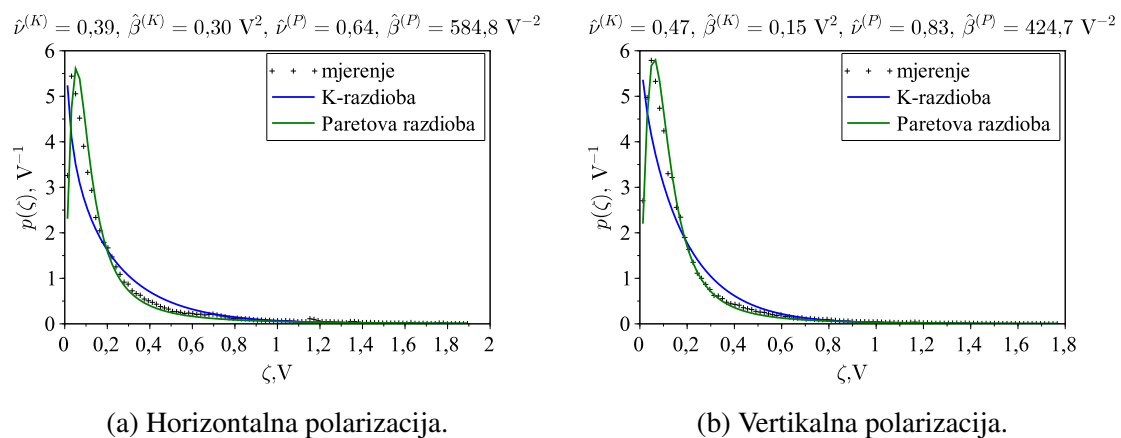 ν̂⁽ᴷ⁾ = 0,39, β̂⁽ᴷ⁾ = 0,30 V², ν̂⁽ᴾ⁾ = 0,64, β̂⁽ᴾ⁾ = 584,8 V⁻²
6
5
4
3
2
1
0
p(ζ), V⁻¹
mjerenje
K-razdioba
Paretova razdioba
0 0,2 0,4 0,6 0,8 1 1,2 1,4 1,6 1,8 2
ζ,V
(a) Horizontalna polarizacija.
ν̂⁽ᴷ⁾ = 0,47, β̂⁽ᴷ⁾ = 0,15 V², ν̂⁽ᴾ⁾ = 0,83, β̂⁽ᴾ⁾ = 424,7 V⁻²
6
5
4
3
2
1
0
p(ζ), V⁻¹
mjerenje
K-razdioba
Paretova razdioba
0 0,2 0,4 0,6 0,8 1 1,2 1,4 1,6 1,8
ζ,V
(b) Vertikalna polarizacija.